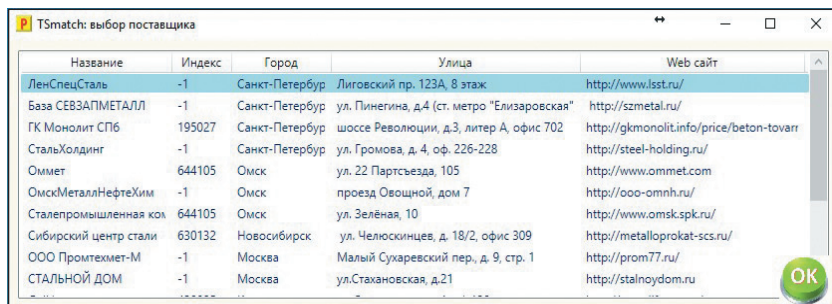 P TSmatch: выбор поставщика
Название Индекс Город Улица Web сайт
ЛенСпецСталь -1 Санкт-Петербур Лиговский пр. 123А, 8 этаж http://www.lsst.ru/
База СЕВЗАПМЕТАЛЛ -1 Санкт-Петербур ул. Пинегина, д.4 (ст. метро "Елизаровская" http://szmetal.ru/
ГК Монолит СПб 195027 Санкт-Петербур шоссе Революции, д.3, литер А, офис 702 http://gkmonolit.info/price/beton-tovarr
СтальХолдинг -1 Санкт-Петербур ул. Громова, д. 4, оф. 226-228 http://steel-holding.ru/
Оммет 644105 Омск ул. 22 Партсъезда, 105 http://www.ommet.com
ОмскМеталлНефтеХим -1 Омск проезд Овощной, дом 7 http://ooo-omnh.ru/
Сталепромышленная ком 644105 Омск ул. Зелёная, 10 http://www.omsk.spk.ru/
Сибирский центр стали 630132 Новосибирск ул. Челюскинцев, д. 18/2, офис 309 http://metalloprokat-scs.ru/
ООО Промтехмет-М -1 Москва Малый Сухаревский пер., д. 9, стр. 1 http://prom77.ru/
СТАЛЬНОЙ ДОМ -1 Москва ул.Стахановская, д.21 http://stalnoydom.ru
OK